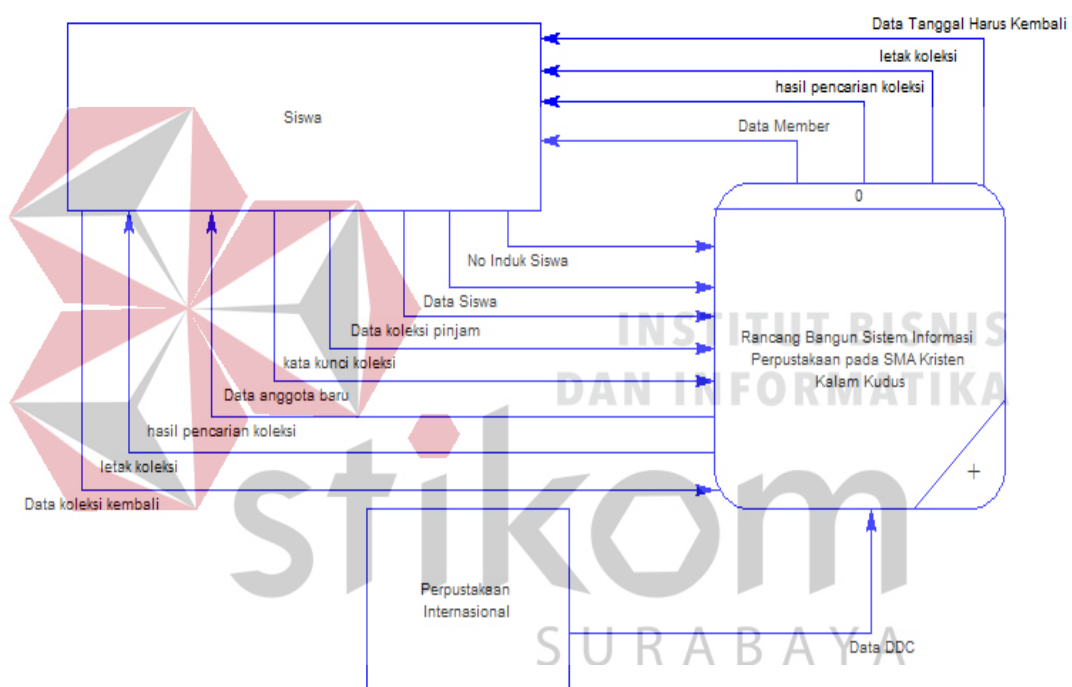 Data Tanggal Harus Kembali
letak koleksi
hasil pencarian koleksi
Siswa
Data Member
0
No Induk Siswa
Data Siswa
Data koleksi pinjam
kata kunci koleksi
Data anggota baru
hasil pencarian koleksi
letak koleksi
Data koleksi kembali
INSTITUT BISNIS
DAN INFORMATIKA
Rancang Bangun Sistem Informasi
Perpustakaan pada SMA Kristen
Kalam Kudus
+
stikom
SURABAYA
Perpustakaan
Internasional
Data DDC